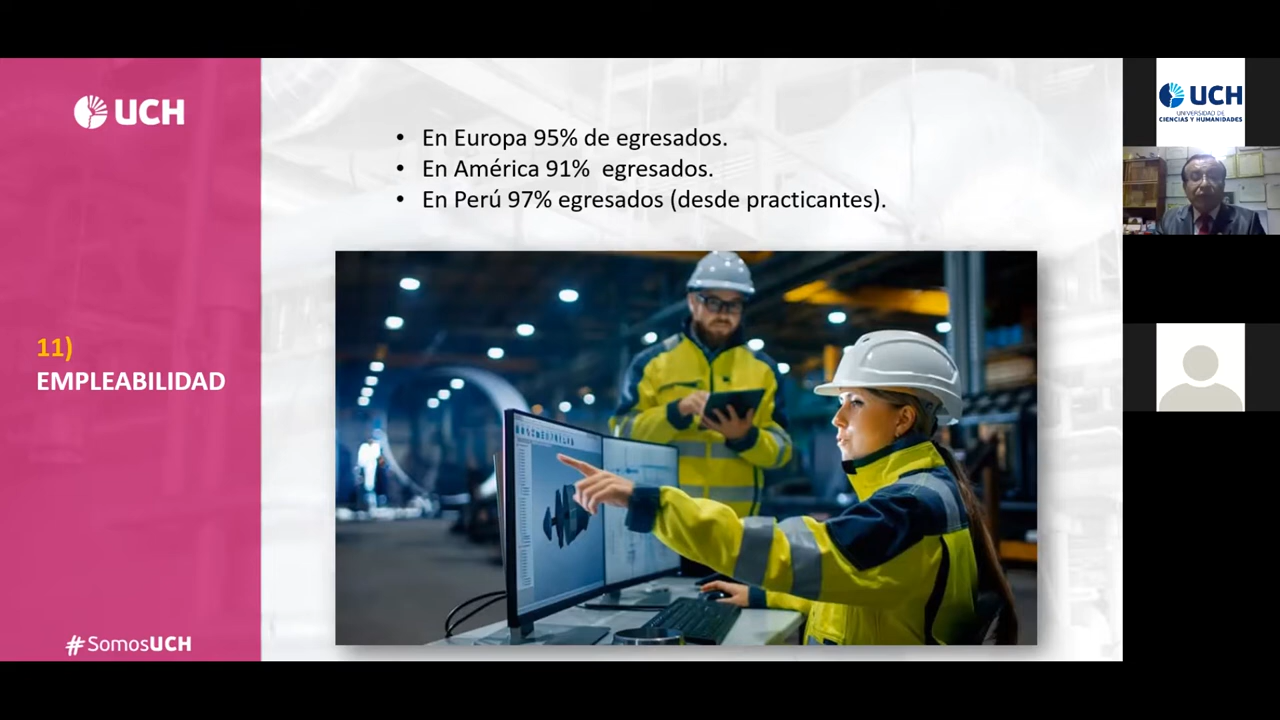 UCH
• En Europa 95% de egresados.
• En América 91% egresados.
• En Perú 97% egresados (desde practicantes).
11)
EMPLEABILIDAD
#SomosUCH
UCH
UNIVERSIDAD DE
CIENCIAS Y HUMANIDADES